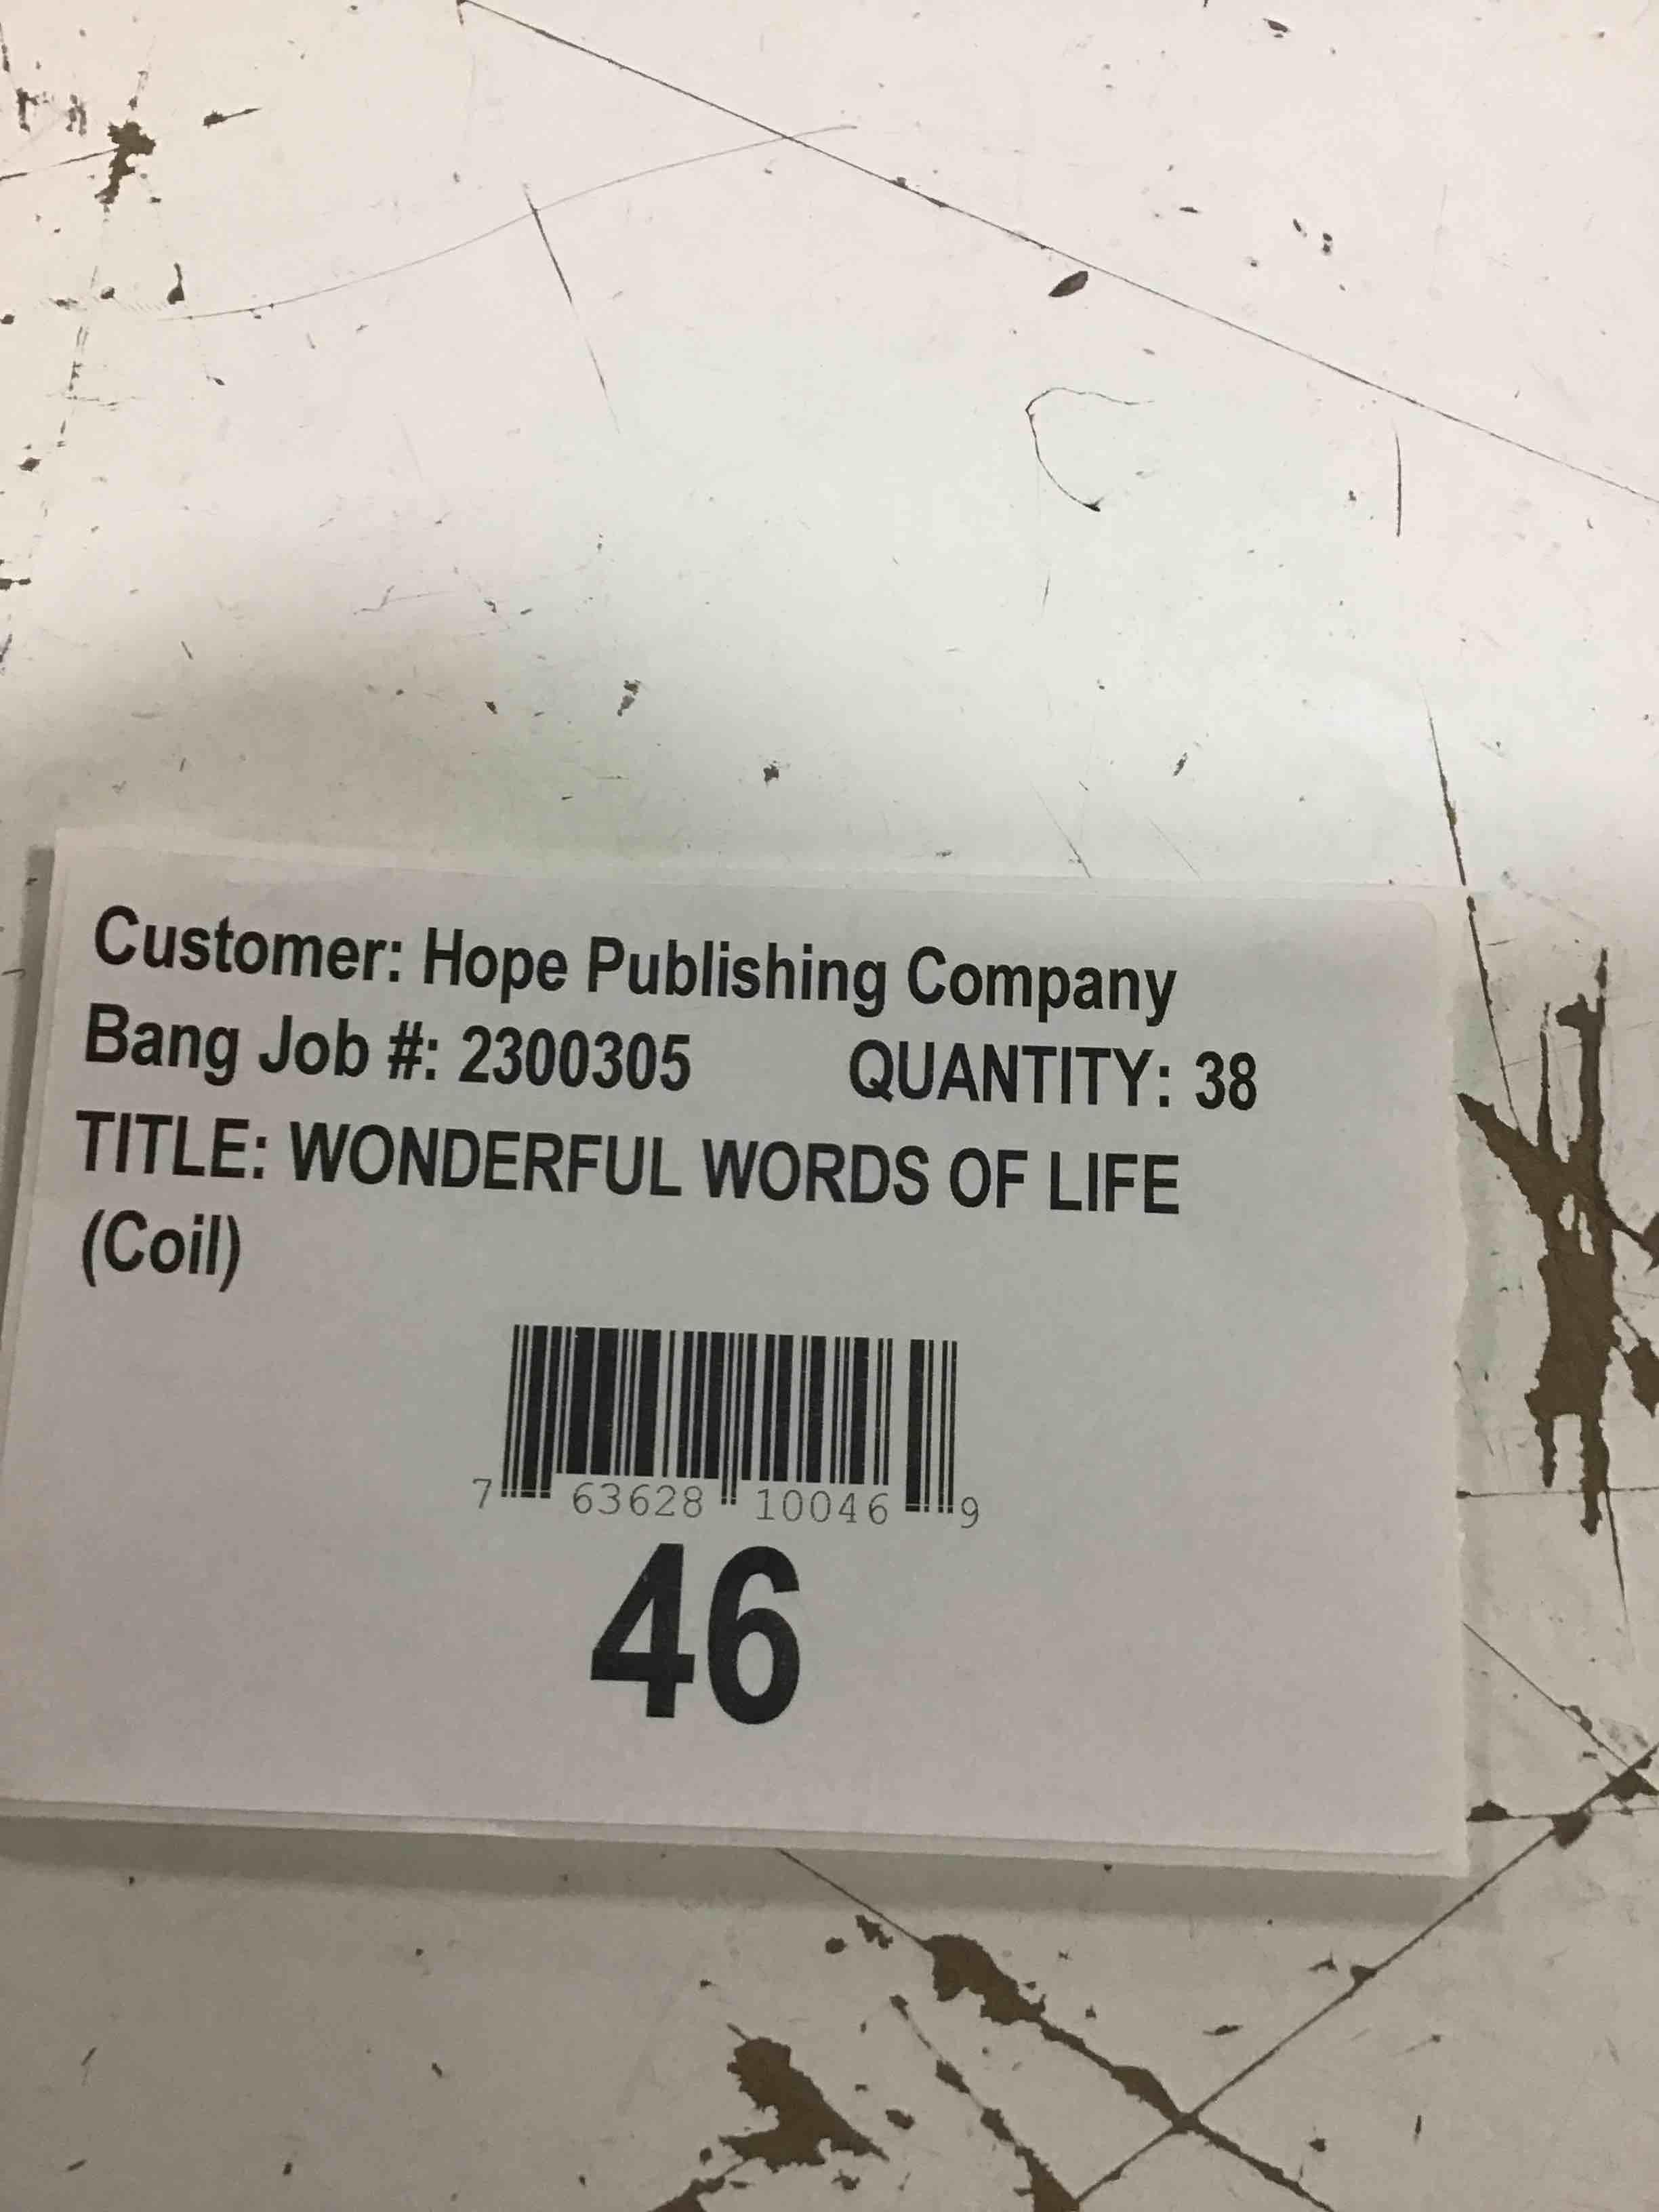 Customer: Hope Publishing Company
Bang Job #: 2300305 QUANTITY: 38
TITLE: WONDERFUL WORDS OF LIFE
(Coil)
7 63628 10046 9
46